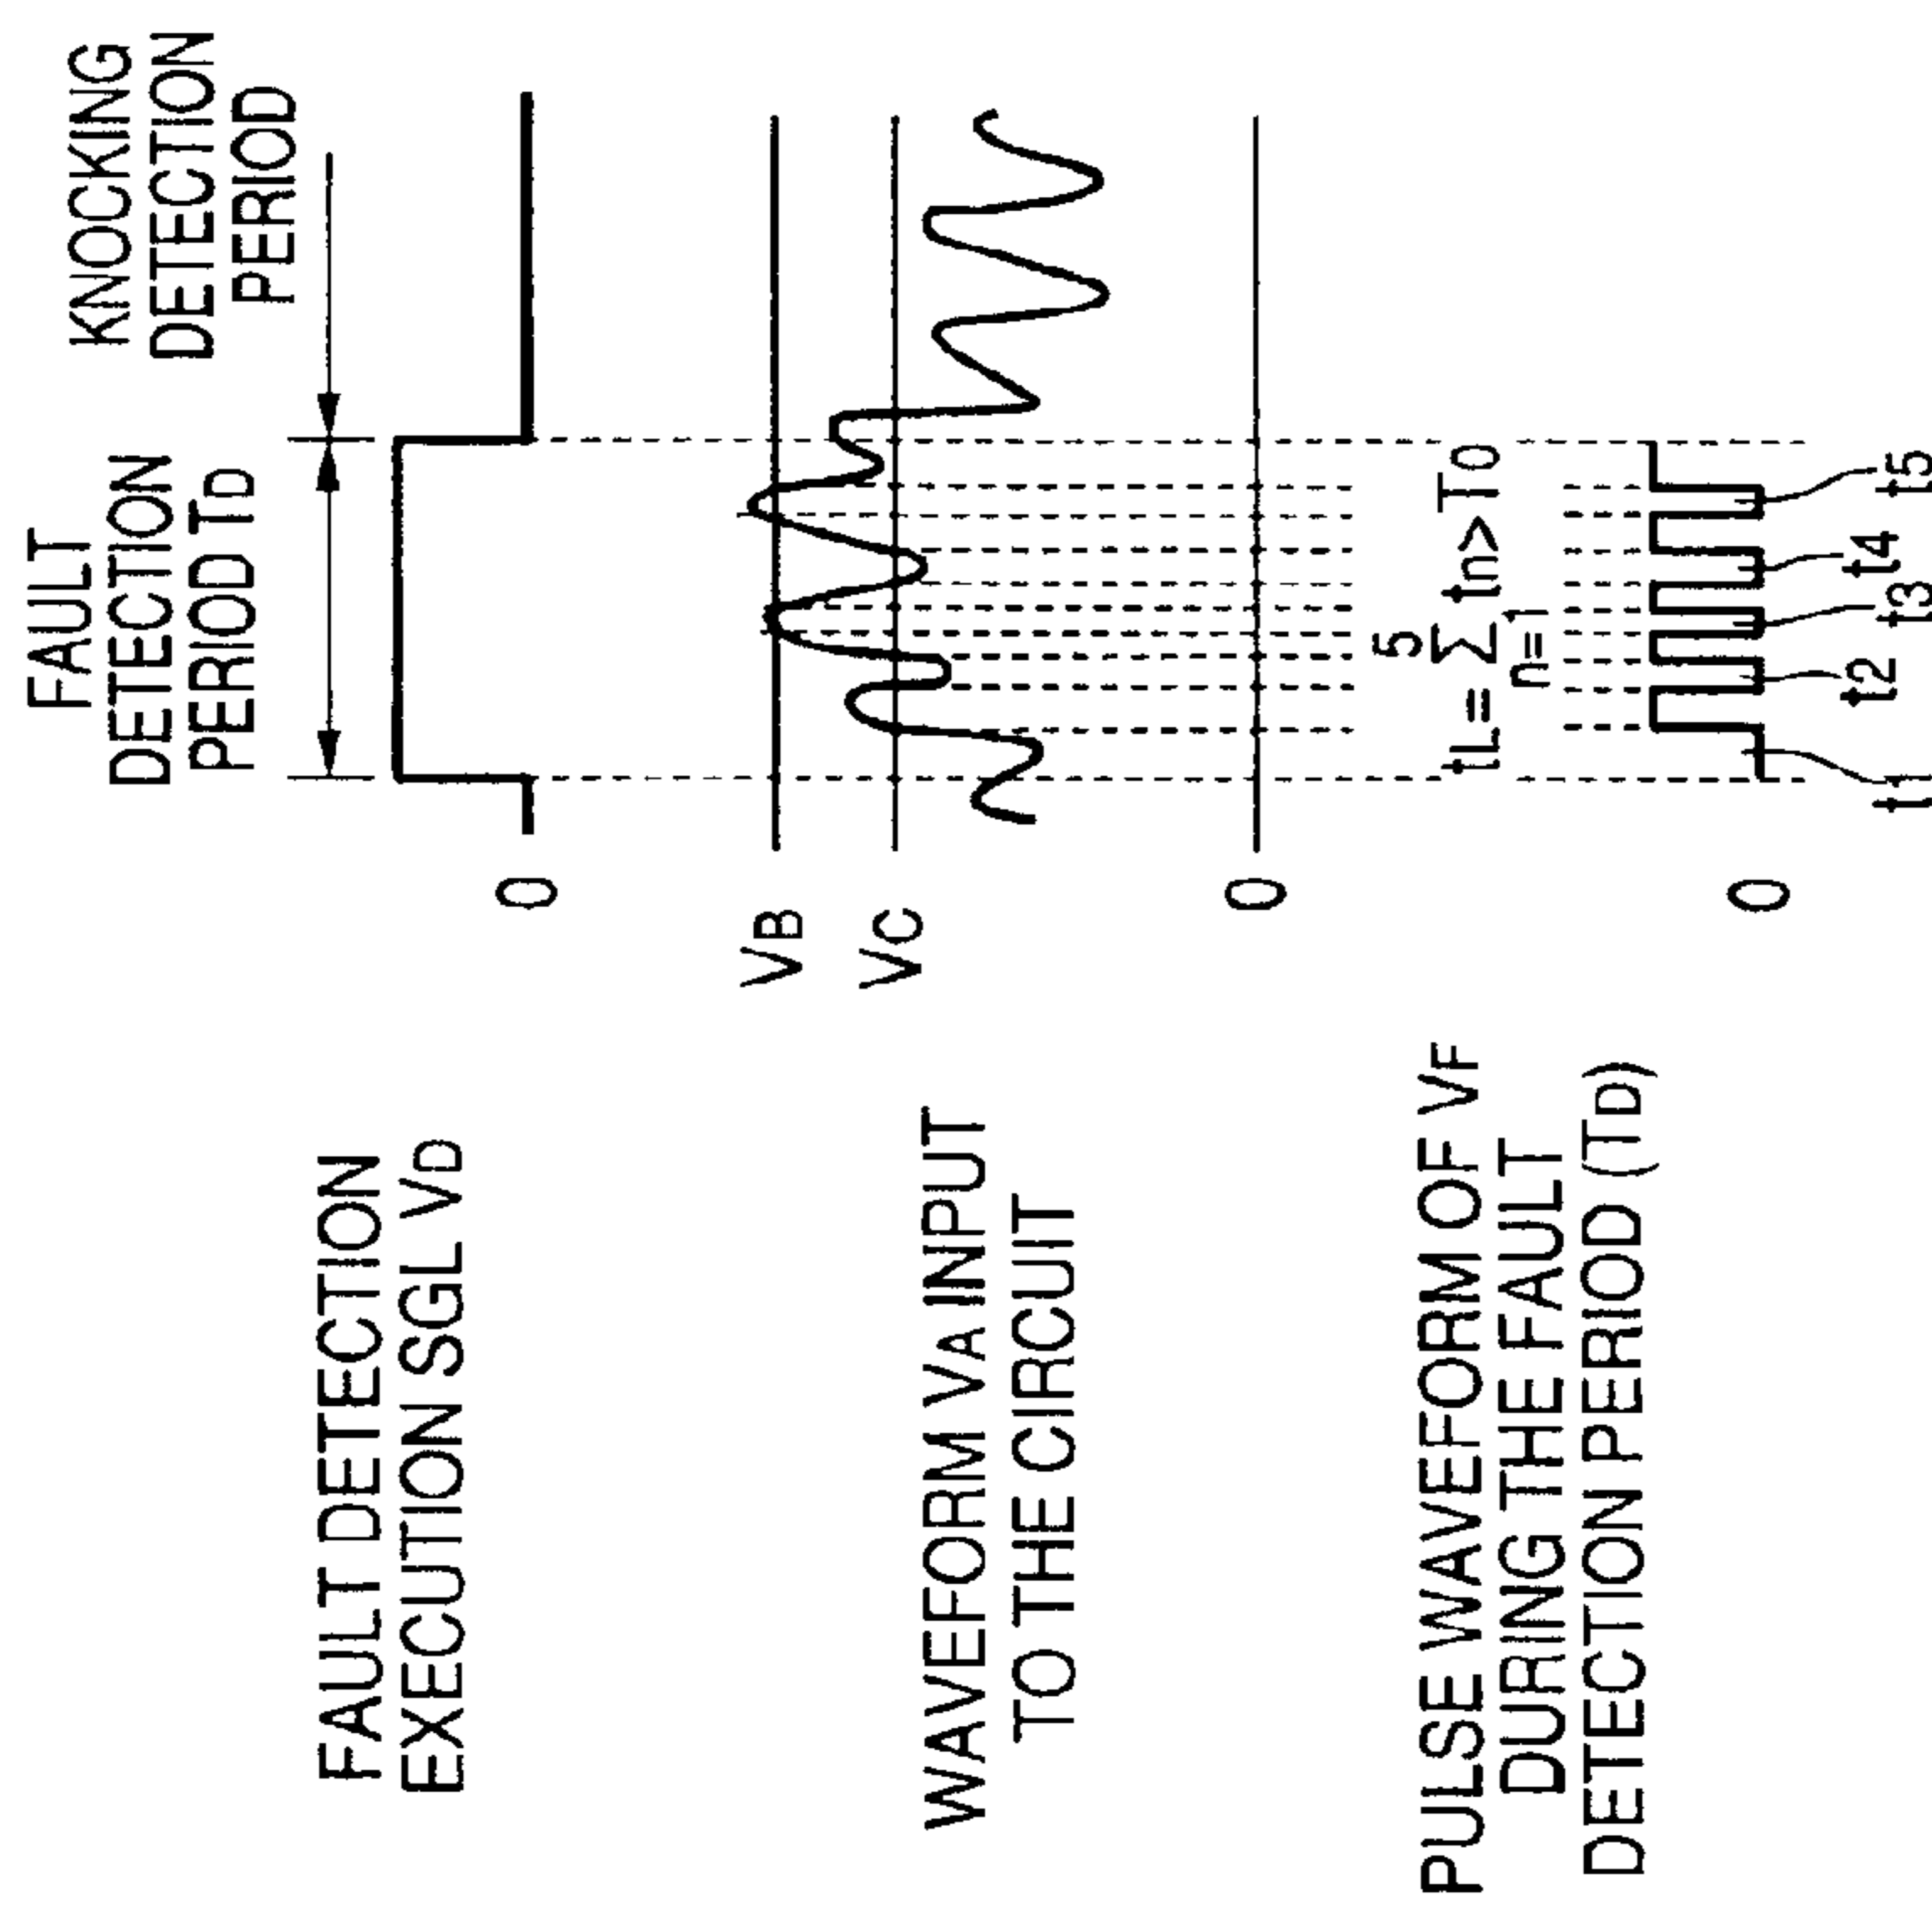 FAULT
DETECTION
PERIOD TD
KNOCKING
DETECTION
PERIOD
FAULT DETECTION
EXECUTION SGL VD
0
WAVEFORM VA INPUT
TO THE CIRCUIT
VB
VC
0
PULSE WAVEFORM OF VF
DURING THE FAULT
DETECTION PERIOD (TD)
5
tL= Σ tn>T0
n=1
0
t1
t2
t3
t4
t5